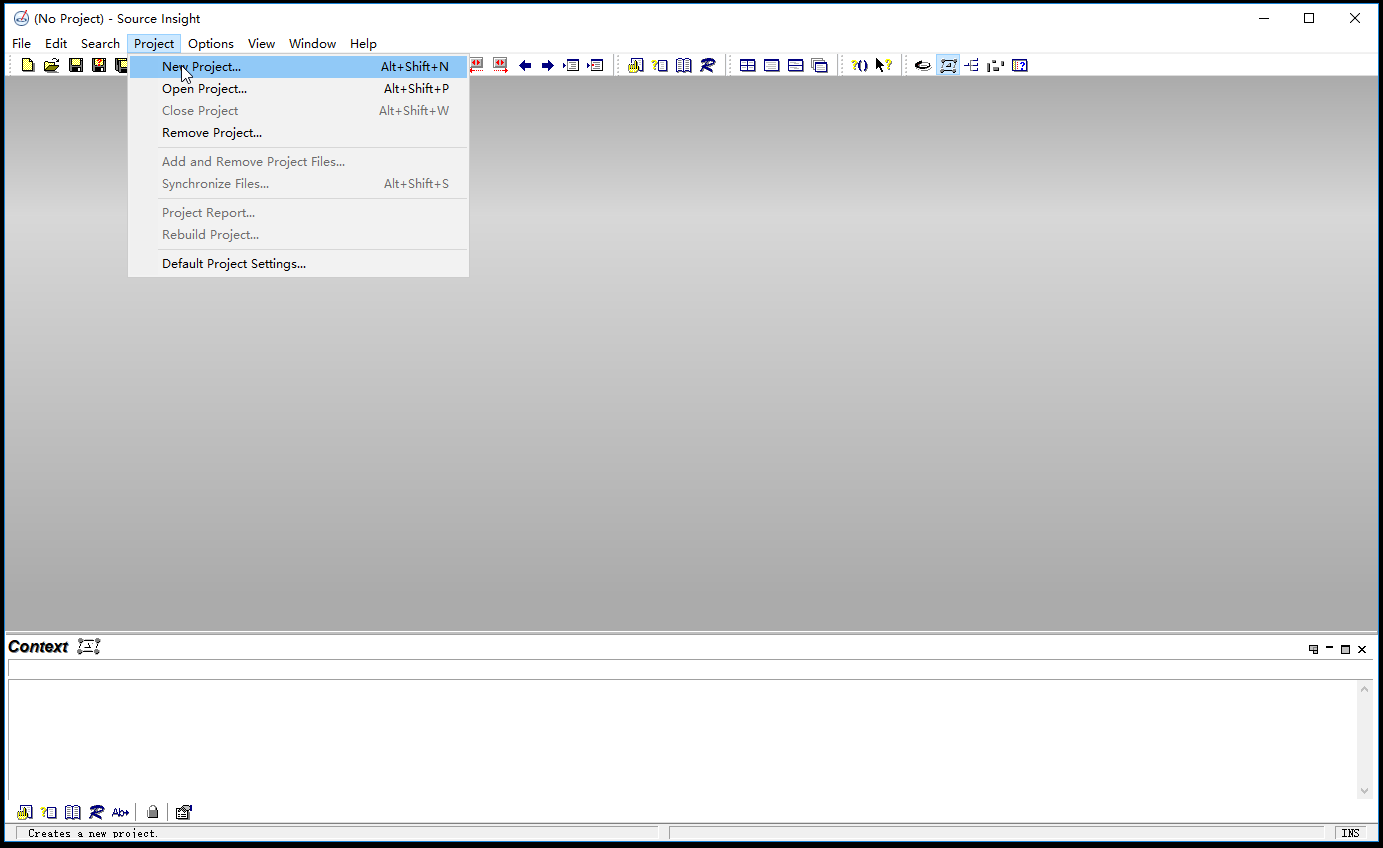 (No Project) - Source Insight
File Edit Search Project Options View Window Help
New Project... Alt+Shift+N
Open Project... Alt+Shift+P
Close Project Alt+Shift+W
Remove Project...
Add and Remove Project Files...
Synchronize Files... Alt+Shift+S
Project Report...
Rebuild Project...
Default Project Settings...
Context
Ab
Creates a new project.
INS